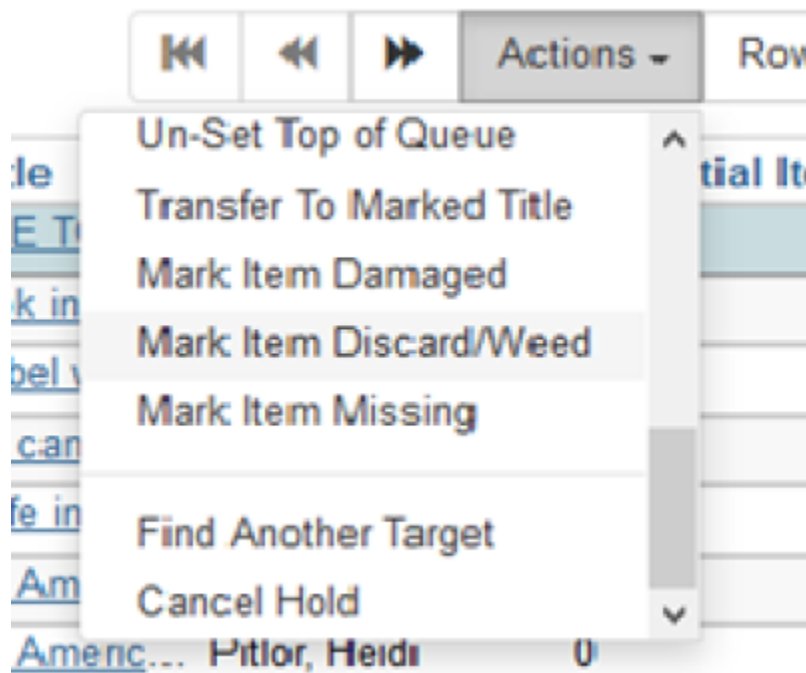 Actions
Un-Set Top of Queue
Transfer To Marked Title
Mark Item Damaged
Mark Item Discard/Weed
Mark Item Missing
Find Another Target
Cancel Hold
Americ... Pitlor, Heidi 0